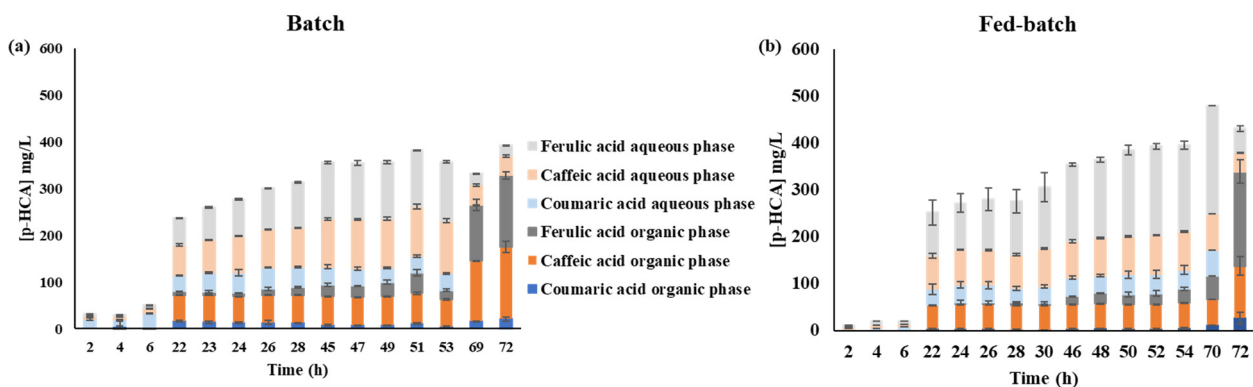 Batch
(a)
600
500
400
300
200
100
0
[p-HCA] mg/L
2 4 6 22 23 24 26 28 45 47 49 51 53 69 72
Time (h)
Ferulic acid aqueous phase
Caffeic acid aqueous phase
Coumaric acid aqueous phase
Ferulic acid organic phase
Caffeic acid organic phase
Coumaric acid organic phase
Fed-batch
(b)
600
500
400
300
200
100
0
[p-HCA] mg/L
2 4 6 22 24 26 28 30 46 48 50 52 54 70 72
Time (h)